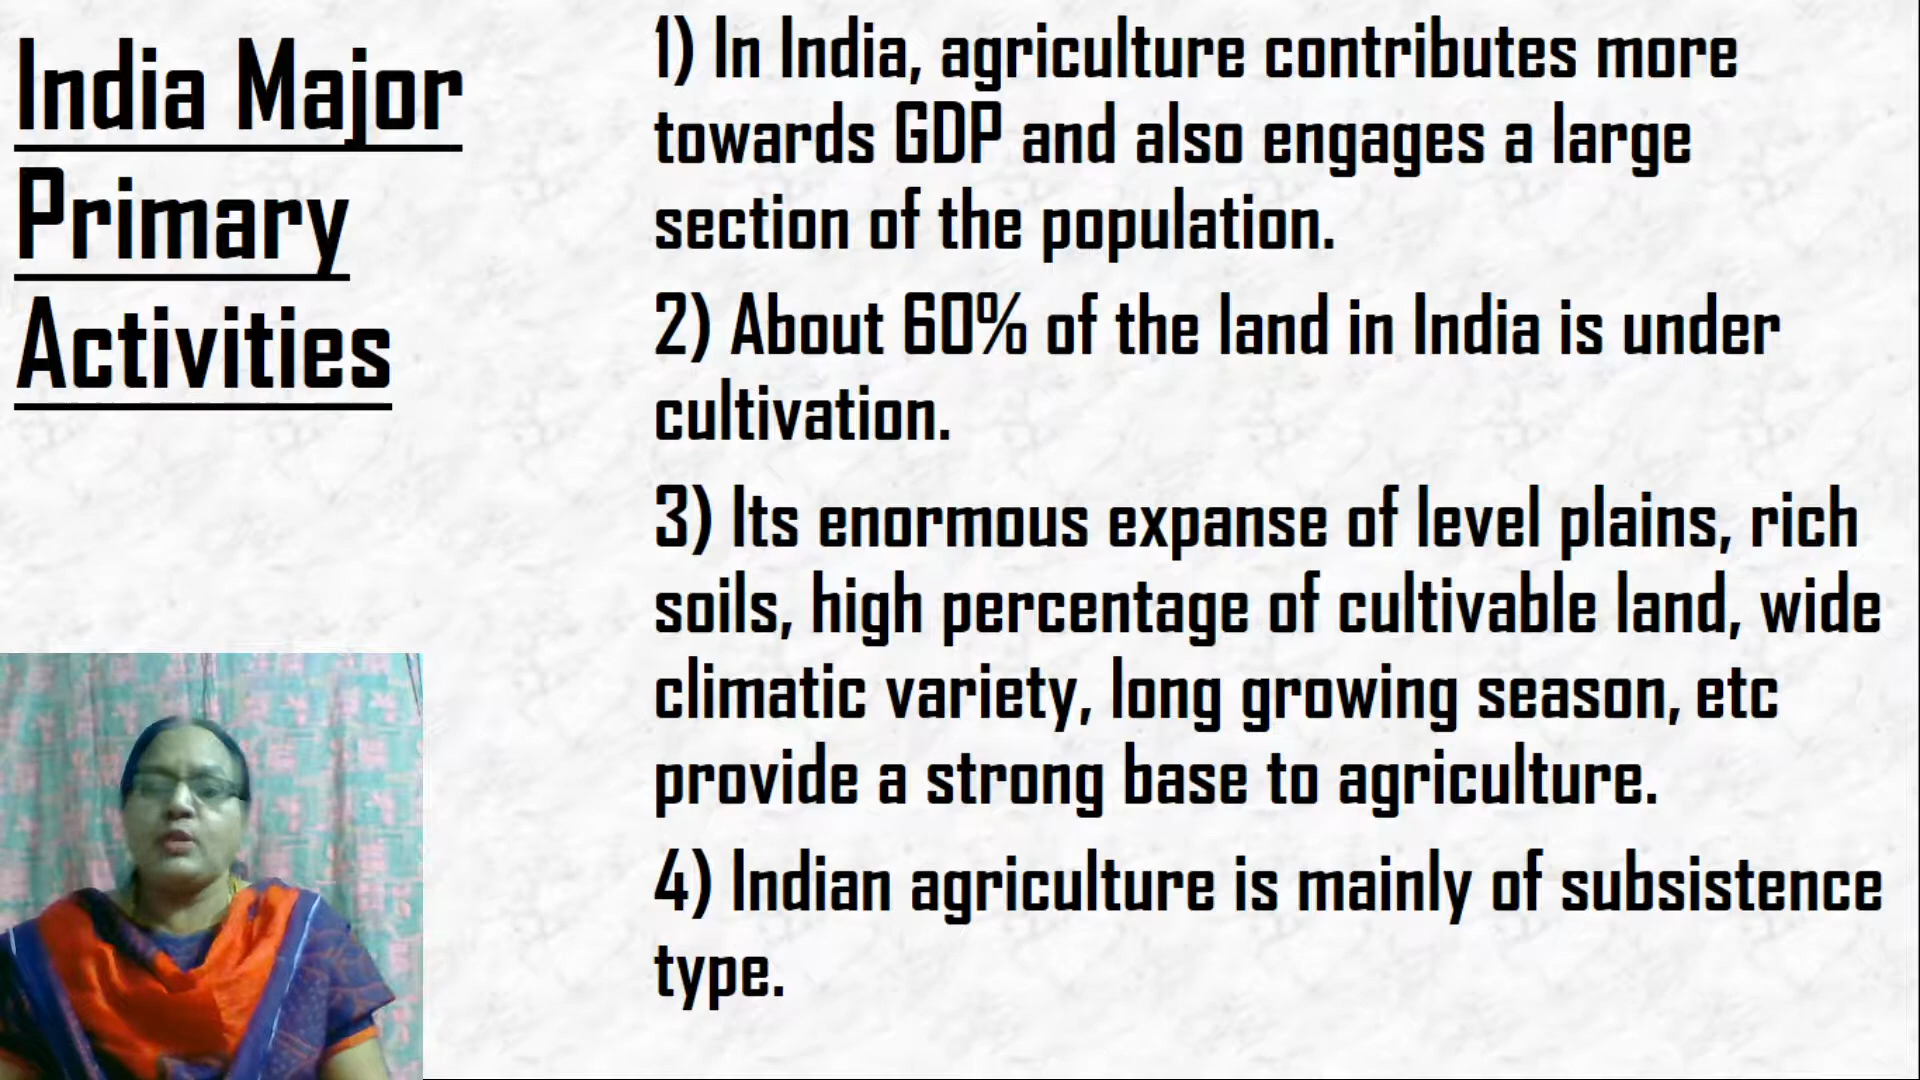 India Major
Primary
Activities
1) In India, agriculture contributes more
towards GDP and also engages a large
section of the population.
2) About 60% of the land in India is under
cultivation.
3) Its enormous expanse of level plains, rich
soils, high percentage of cultivable land, wide
climatic variety, long growing season, etc
provide a strong base to agriculture.
4) Indian agriculture is mainly of subsistence
type.